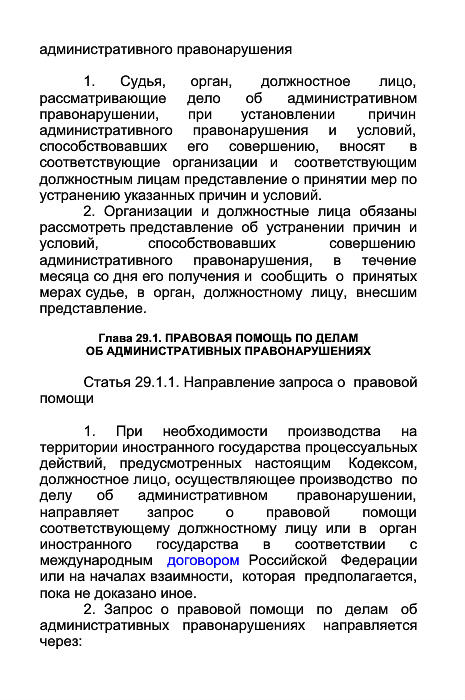 административного правонарушения
1. Судья, орган, должностное лицо,
рассматривающие дело об административном
правонарушении, при установлении причин
административного правонарушения и условий,
способствовавших его совершению, вносят в
соответствующие организации и соответствующим
должностным лицам представление о принятии мер по
устранению указанных причин и условий.
2. Организации и должностные лица обязаны
рассмотреть представление об устранении причин и
условий, способствовавших совершению
административного правонарушения, в течение
месяца со дня его получения и сообщить о принятых
мерах судье, в орган, должностному лицу, внесшим
представление.
Глава 29.1. ПРАВОВАЯ ПОМОЩЬ ПО ДЕЛАМ
ОБ АДМИНИСТРАТИВНЫХ ПРАВОНАРУШЕНИЯХ
Статья 29.1.1. Направление запроса о правовой
помощи
1. При необходимости производства на
территории иностранного государства процессуальных
действий, предусмотренных настоящим Кодексом,
должностное лицо, осуществляющее производство по
делу об административном правонарушении,
направляет запрос о правовой помощи
соответствующему должностному лицу или в орган
иностранного государства в соответствии с
международным договором Российской Федерации
или на началах взаимности, которая предполагается,
пока не доказано иное.
2. Запрос о правовой помощи по делам об
административных правонарушениях направляется
через: